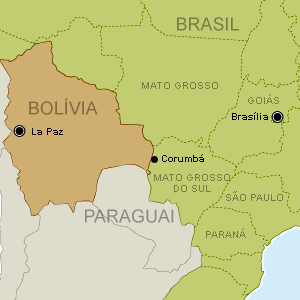 BRASIL
MATO GROSSO
BOLÍVIA
GOIÁS
Brasília
La Paz
Corumbá
MATO GROSSO
DO SUL
SÃO PAULO
PARAGUAI
PARANÁ